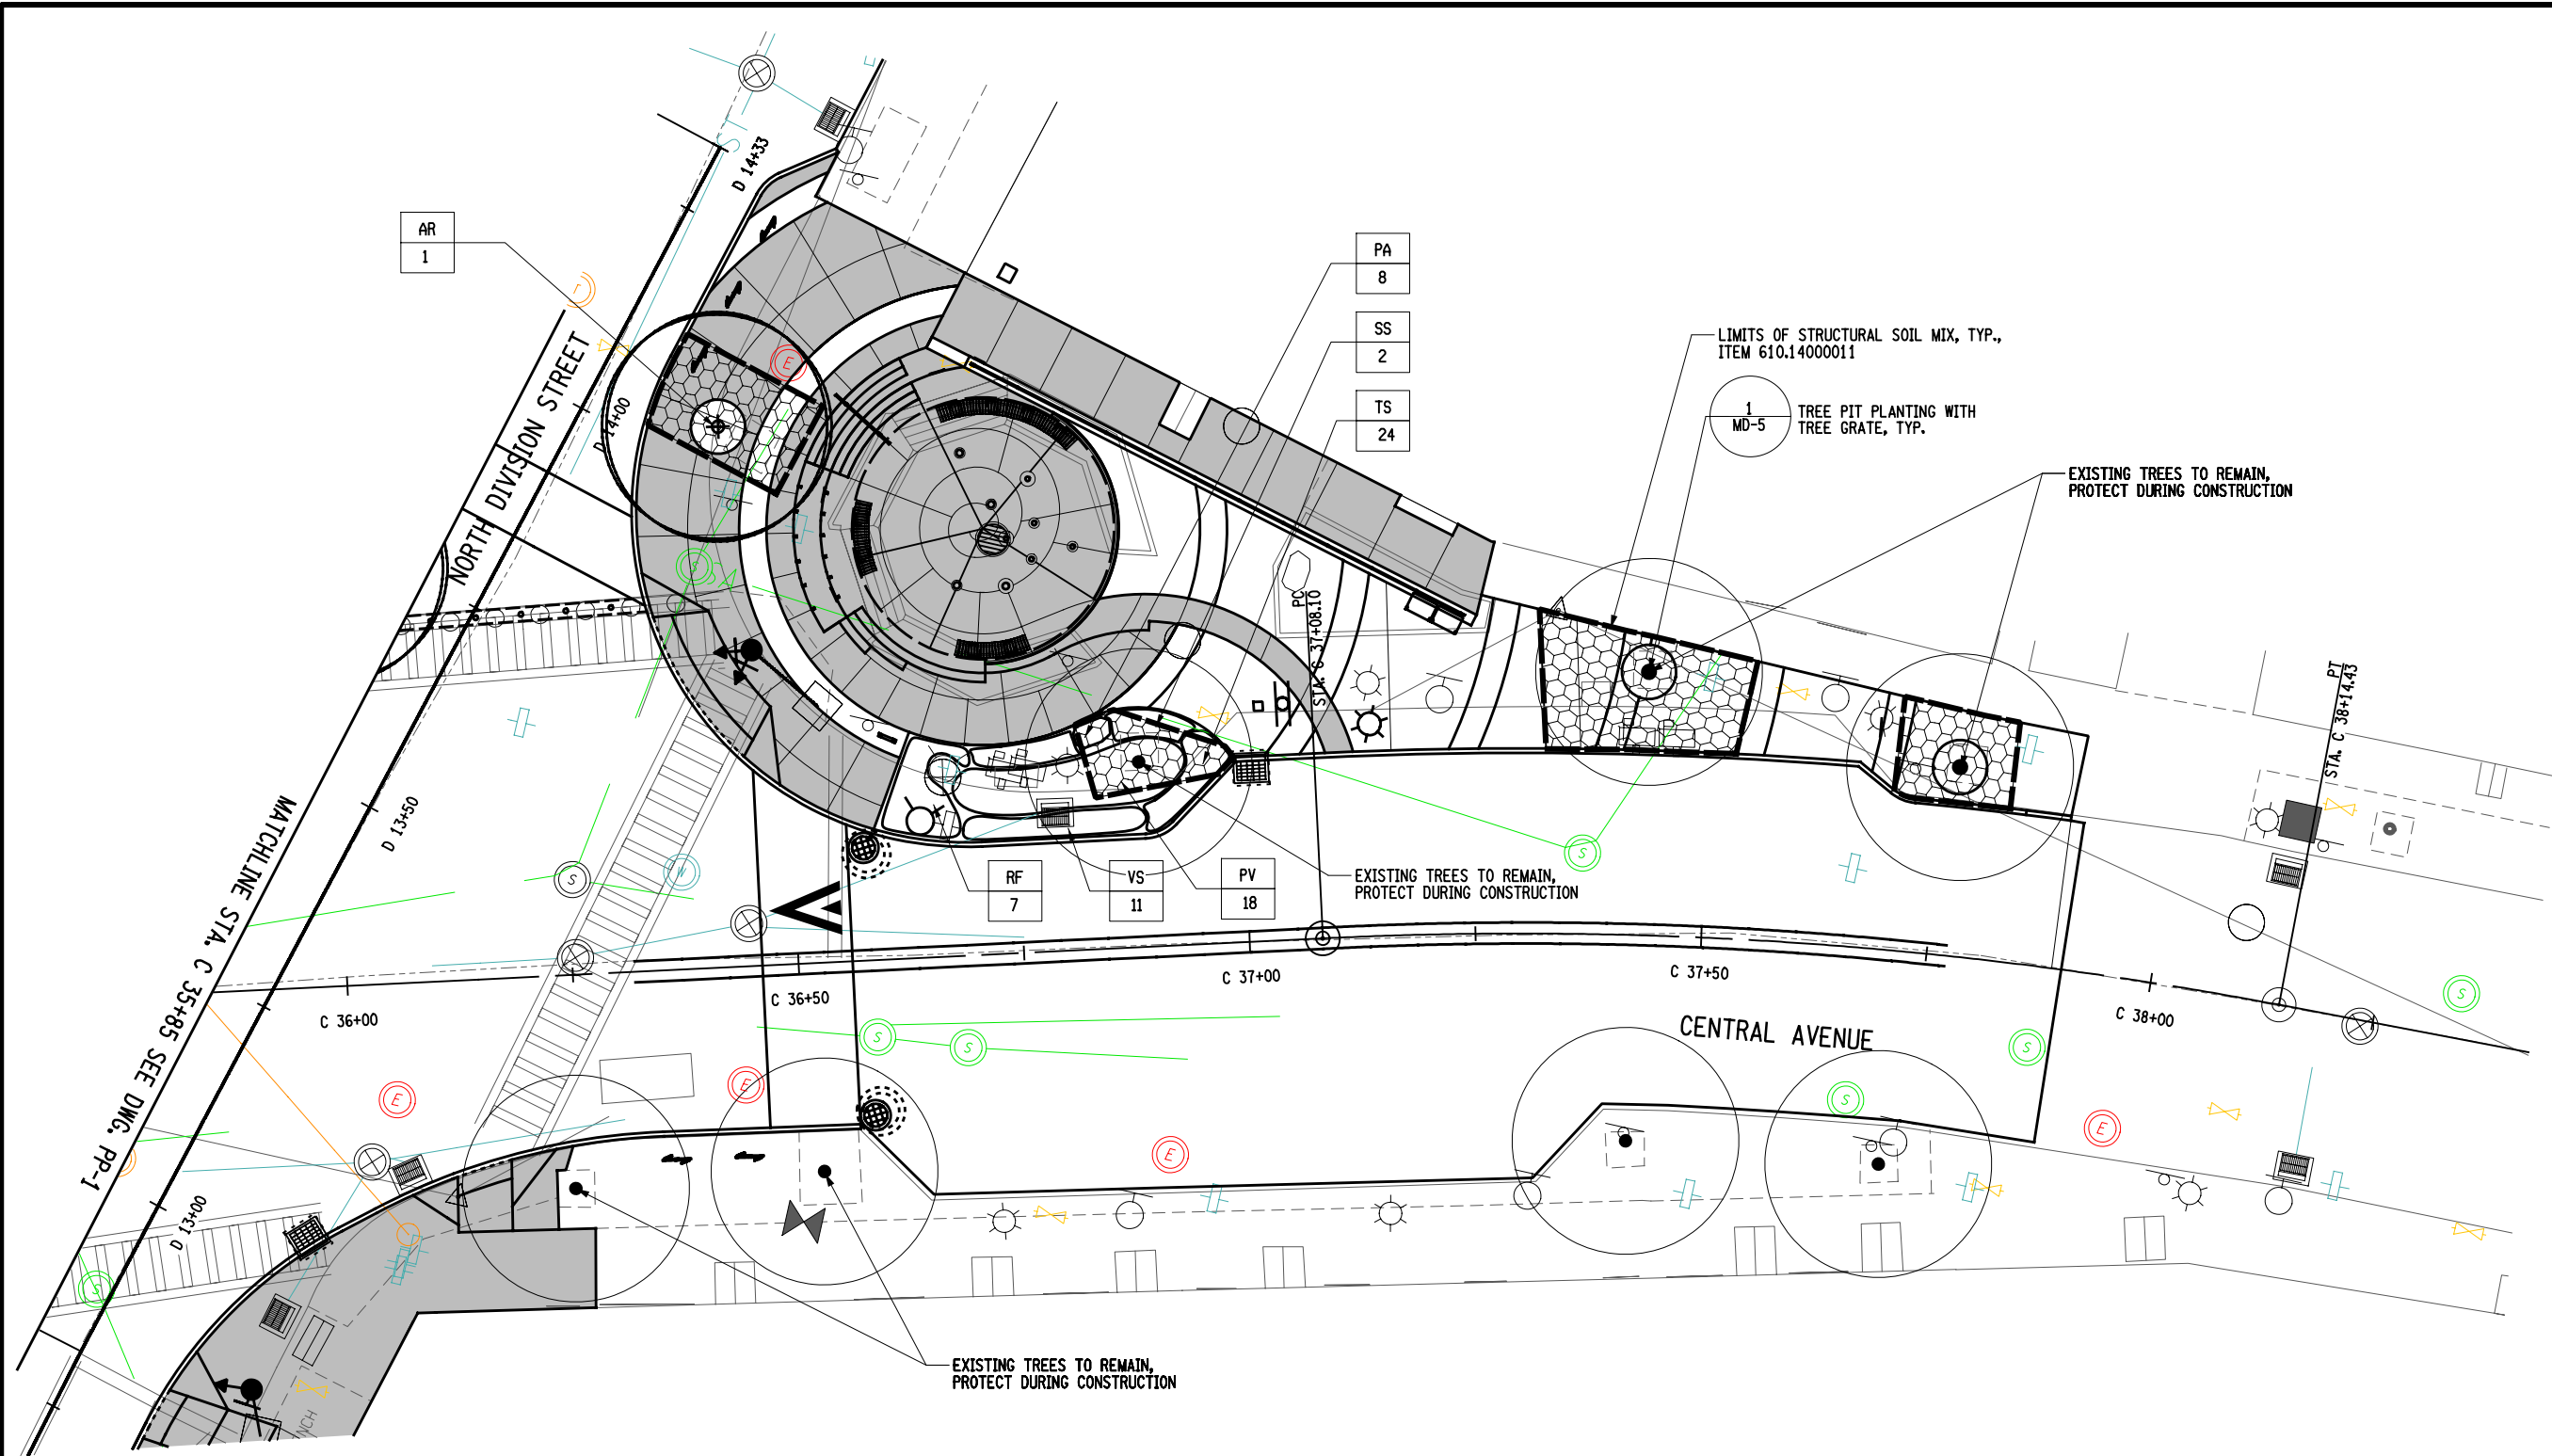 D 14+33
AR
1
PA
8
SS
2
TS
24
LIMITS OF STRUCTURAL SOIL MIX, TYP.,
ITEM 610.14000011
1
MD-5
TREE PIT PLANTING WITH
TREE GRATE, TYP.
EXISTING TREES TO REMAIN,
PROTECT DURING CONSTRUCTION
NORTH DIVISION STREET
D 14+00
E
S
PC
STA. C 37+08.10
PT
STA. C 38+14.43
D 13+50
MATCHLINE STA. C 35+85 SEE DWG. PP-1
S
W
S
RF
7
VS
11
PV
18
EXISTING TREES TO REMAIN,
PROTECT DURING CONSTRUCTION
C 36+00
C 36+50
C 37+00
C 37+50
C 38+00
CENTRAL AVENUE
S
S
S
S
S
E
E
E
E
D 13+00
S
EXISTING TREES TO REMAIN,
PROTECT DURING CONSTRUCTION